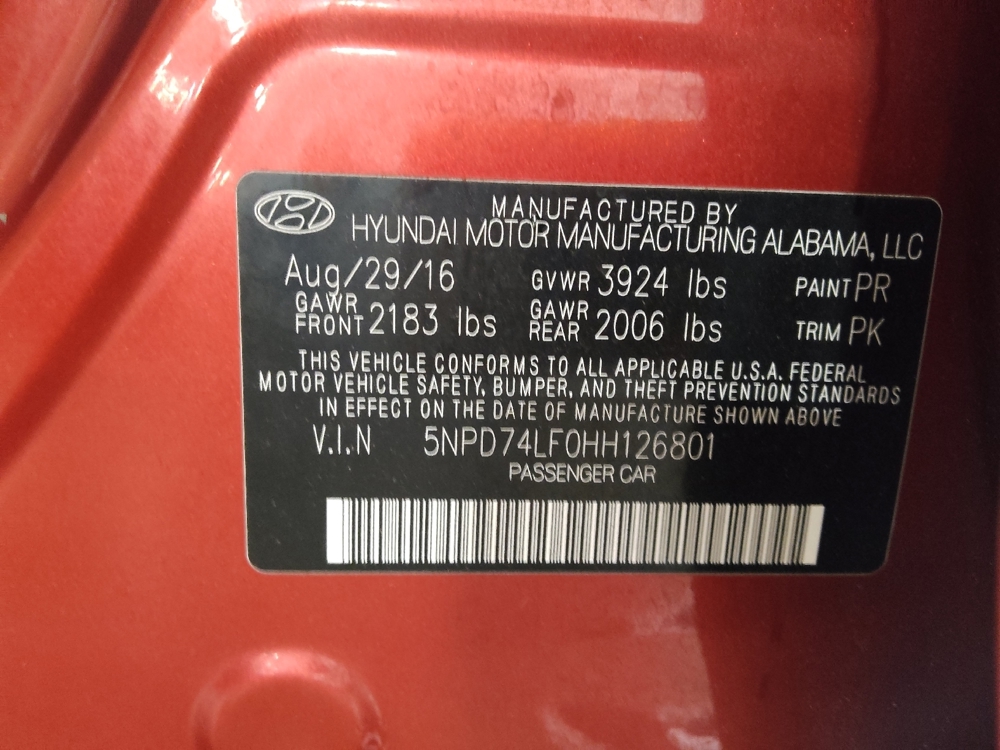 MANUFACTURED BY
HYUNDAI MOTOR MANUFACTURING ALABAMA, LLC
Aug/29/16 GVWR 3924 lbs PAINT PR
GAWR FRONT 2183 lbs GAWR REAR 2006 lbs TRIM PK
THIS VEHICLE CONFORMS TO ALL APPLICABLE U.S.A. FEDERAL
MOTOR VEHICLE SAFETY, BUMPER, AND THEFT PREVENTION STANDARDS
IN EFFECT ON THE DATE OF MANUFACTURE SHOWN ABOVE
V.I.N 5NPD74LF0HH126801
PASSENGER CAR